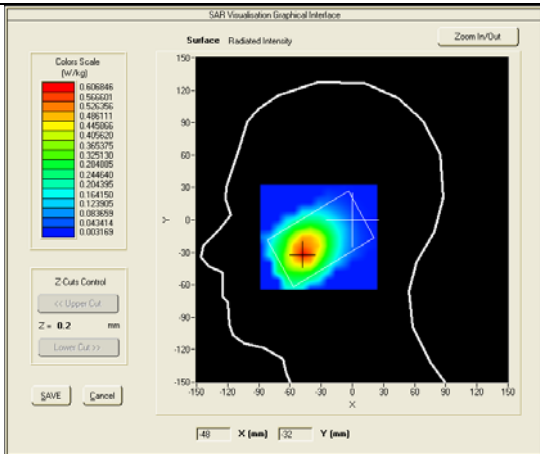 SAR Visualisation Graphical Interface
Surface Radiated Intensity
Zoom In/Out
Colors Scale
(W/kg)
0.606846
0.566601
0.526356
0.486111
0.445866
0.405620
0.365375
0.325130
0.284885
0.244640
0.204395
0.164150
0.123905
0.083659
0.043414
0.003169
Z Cuts Control
<< Upper Cut
Z = 0.2 mm
Lower Cut >>
SAVE Cancel
150
120
90
60
30
0
-30
-60
-90
-120
-150
Y
-150 -120 -90 -60 -30 0 30 60 90 120 150
X
-48 X (mm) -32 Y (mm)